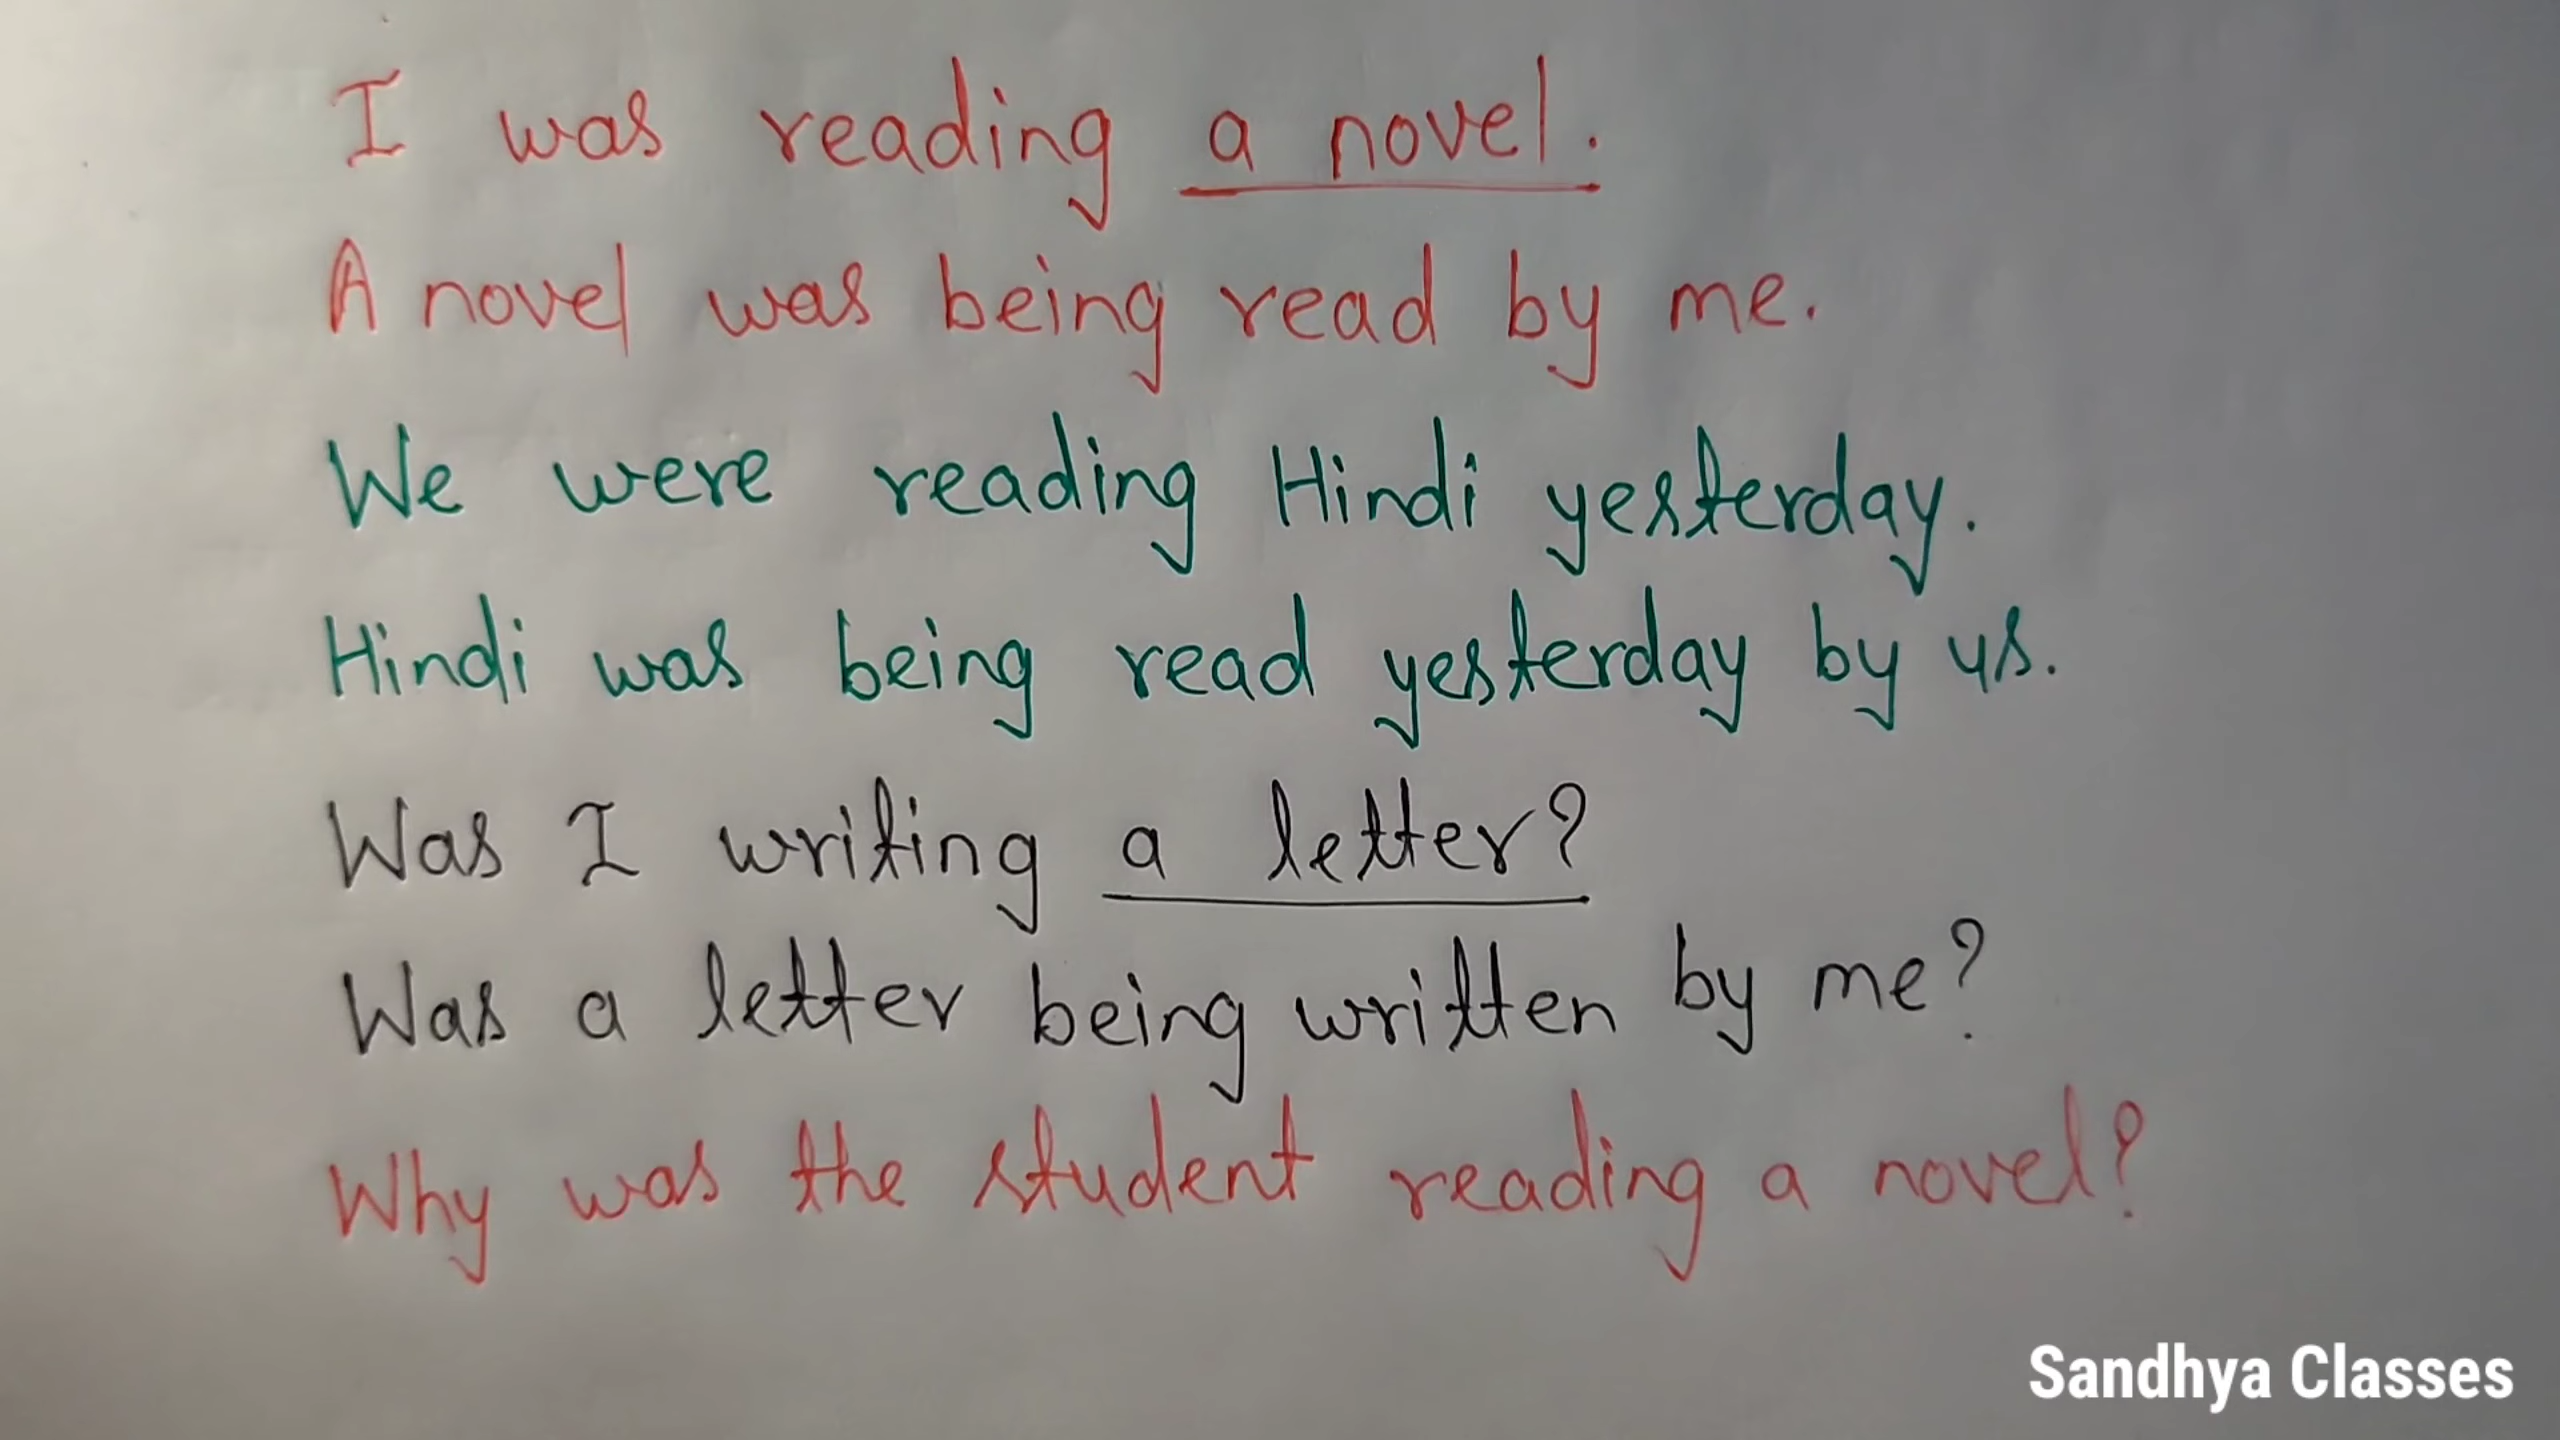 I was reading a novel.
A novel was being read by me.
We were reading Hindi yesterday.
Hindi was being read yesterday by us.
Was I writing a letter?
Was a letter being written by me?
Why was the student reading a novel?
Sandhya Classes